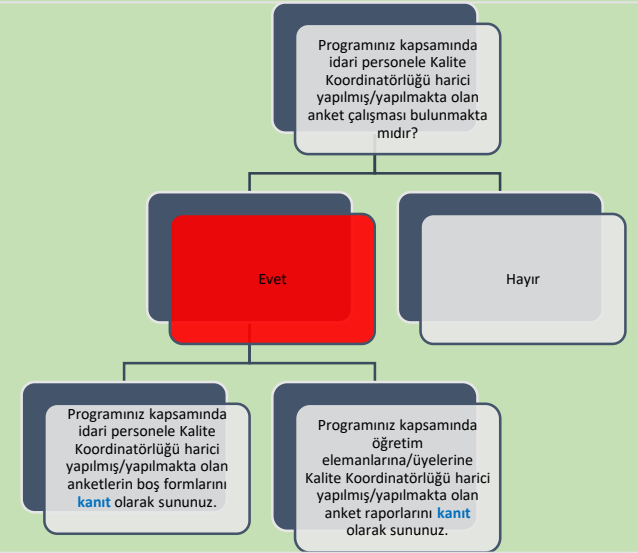 Programınız kapsamında
idari personele Kalite
Koordinatörlüğü harici
yapılmış/yapılmakta olan
anket çalışması bulunmakta
mıdır?
Evet
Hayır
Programınız kapsamında
idari personele Kalite
Koordinatörlüğü harici
yapılmış/yapılmakta olan
anketlerin boş formlarını
kanıt olarak sununuz.
Programınız kapsamında
öğretim
elemanlarına/üyelerine
Kalite Koordinatörlüğü harici
yapılmış/yapılmakta olan
anket raporlarını kanıt
olarak sununuz.